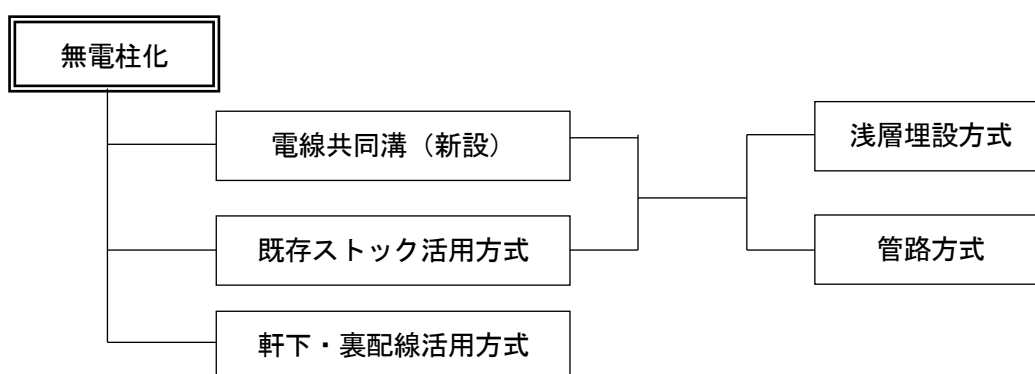 無電柱化
電線共同溝（新設）
既存ストック活用方式
軒下・裏配線活用方式
浅層埋設方式
管路方式